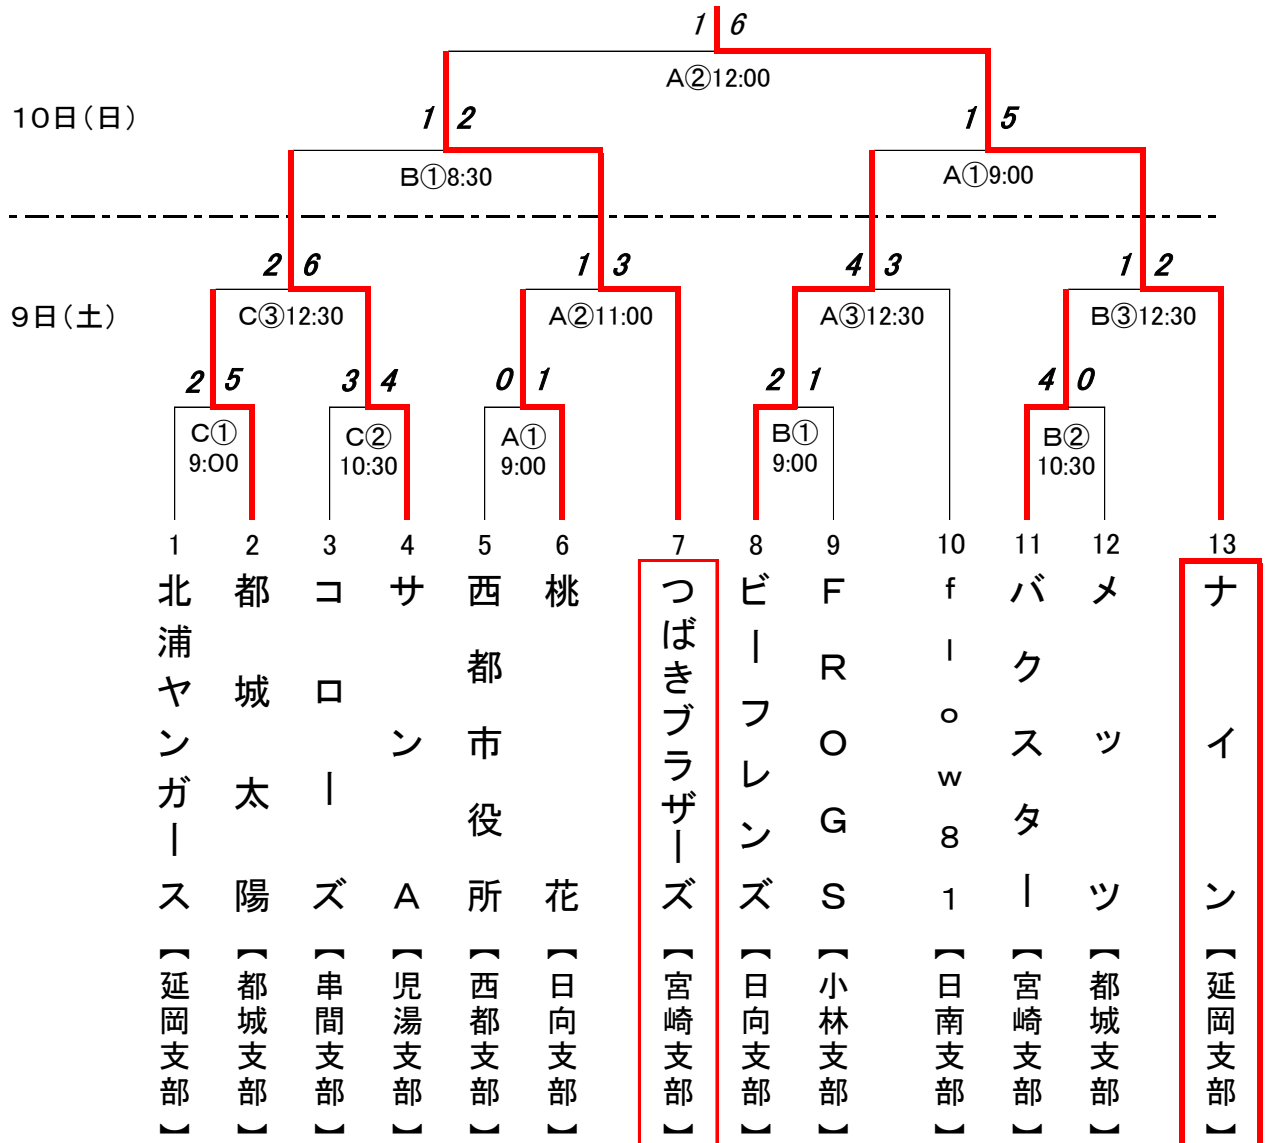 1 6
A②12:00
10日(日)
1 2
1 5
B①8:30
A①9:00
2 6
1 3
4 3
1 2
9日(土)
C③12:30
A②11:00
A③12:30
B③12:30
2 5
3 4
0 1
2 1
4 0
C①
9:00
C②
10:30
A①
9:00
B①
9:00
B②
10:30
1
2
3
4
5
6
7
8
9
10
11
12
13
北浦ヤンガース【延岡支部】
都城太陽【都城支部】
コローズ【串間支部】
サンA【児湯支部】
西都市役所【西都支部】
桃花【日向支部】
つばきブラザーズ【宮崎支部】
ビーフレンズ【日向支部】
FROGS【小林支部】
flow81【日南支部】
バクスター【宮崎支部】
メッツ【都城支部】
ナイン【延岡支部】